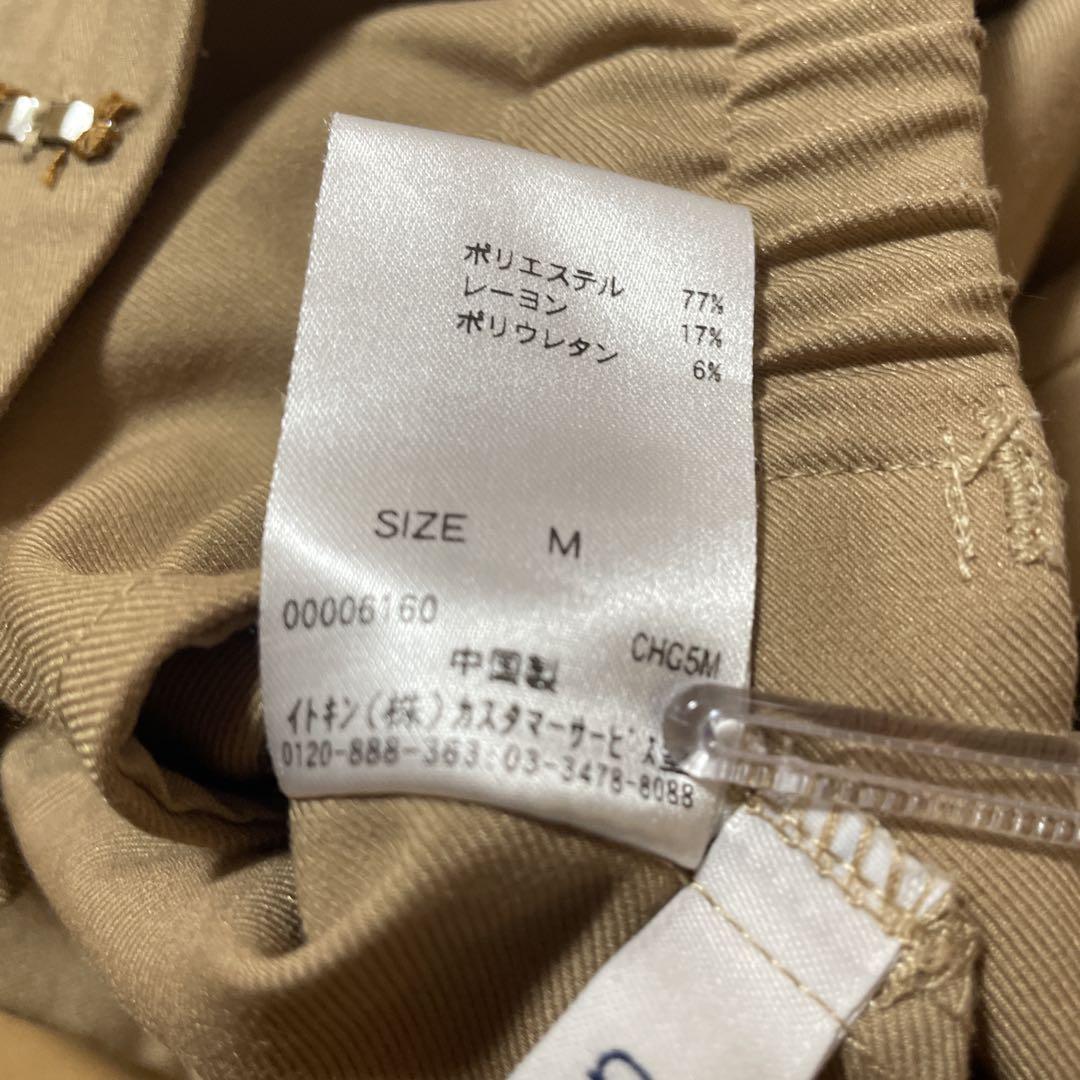 ポリエステル 77%
レーヨン 17%
ポリウレタン 6%
SIZE M
00006160
CHG5M
中国製
イトキン(株)カスタマーサービス室
0120-888-363:03-3478-8088